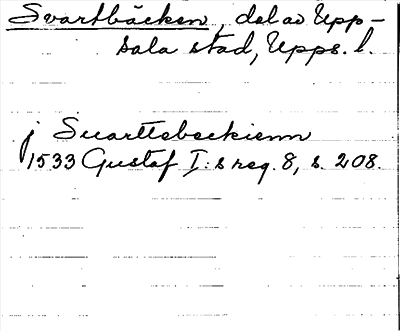 Svartbäcken, del av Upp-
sala stad, Upps. l.
j Suarttebeckienn
1533 Gustaf I:s reg. 8, s. 208.